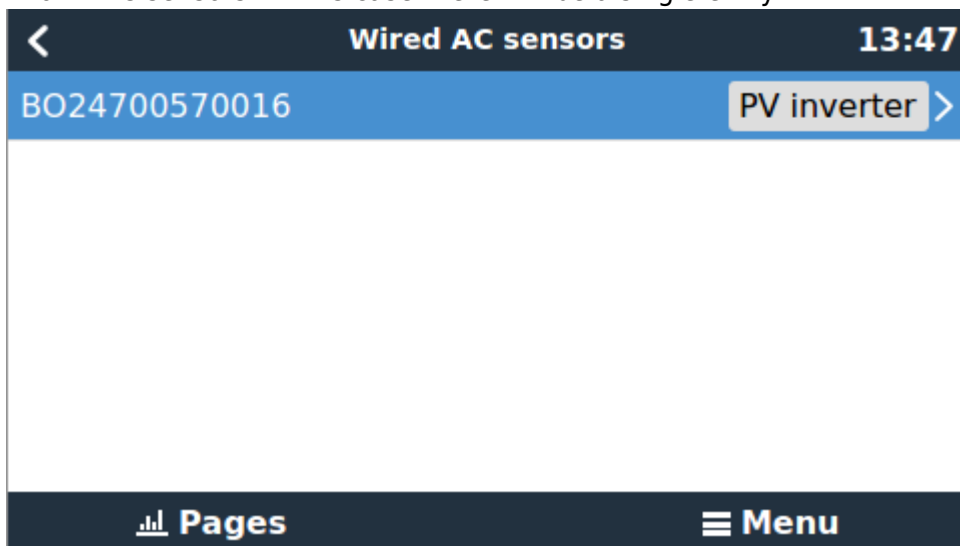 Wired AC sensors 13:47
BO24700570016 PV inverter
Pages Menu